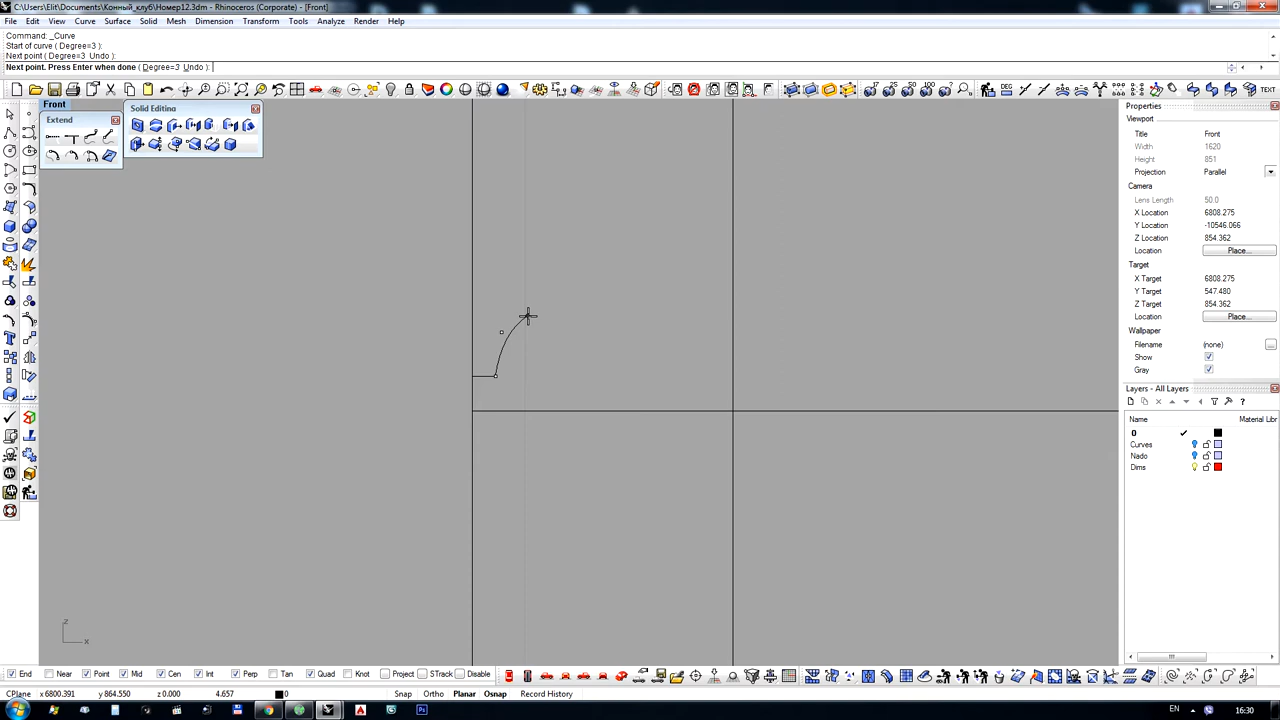 C:\Users\Elit\Documents\Конный_клуб\Номер12.3dm - Rhinoceros (Corporate) - [Front]
File Edit View Curve Surface Solid Mesh Dimension Transform Tools Analyze Render Help
Command: _Curve
Start of curve ( Degree=3 ):
Next point ( Degree=3 Undo ):
Next point. Press Enter when done ( Degree=3 Undo ):
TEXT
Front
Extend
Solid Editing
Properties
Viewport
Title Front
Width 1620
Height 851
Projection Parallel
Camera
Lens Length 50.0
X Location 6808.275
Y Location -10546.066
Z Location 854.362
Location Place...
Target
X Target 6808.275
Y Target 547.480
Z Target 854.362
Location Place...
Wallpaper
Filename (none)
Show
Gray
Layers - All Layers
Name Material Libr
0
Curves
Nado
Dims
z
x
End Near Point Mid Cen Int Perp Tan Quad Knot Project STrack Disable
CPlane x 6800.391 y 864.550 z 0.000 4.657 0 Snap Ortho Planar Osnap Record History
EN 16:30